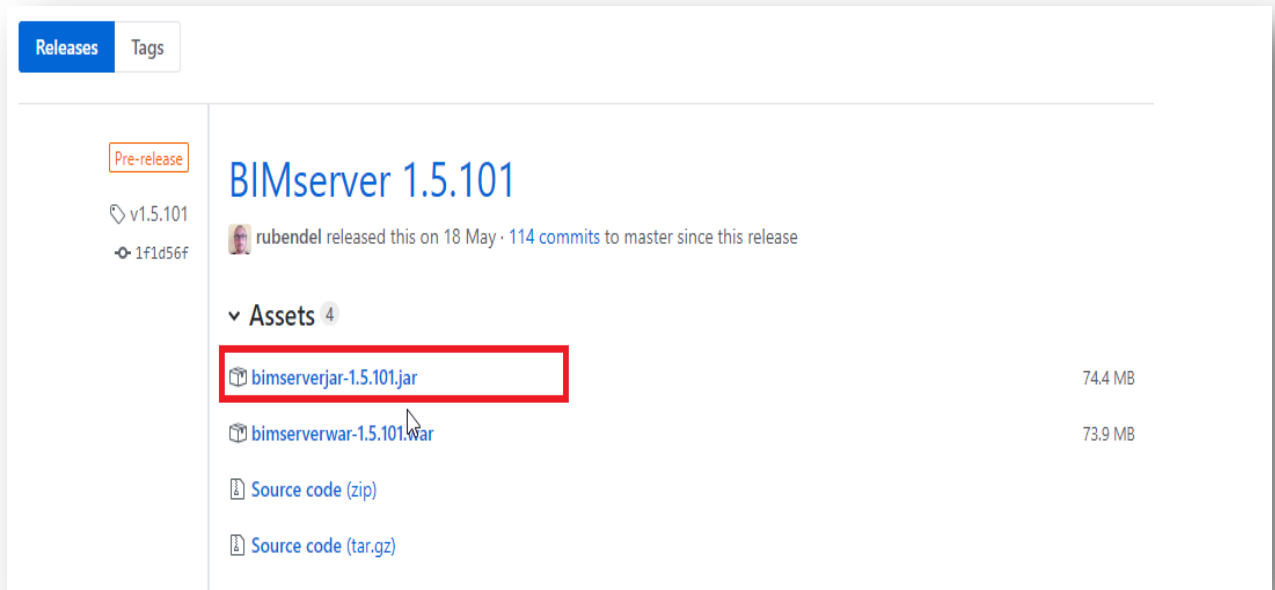 Releases Tags
Pre-release
BIMserver 1.5.101
v1.5.101
rubendel released this on 18 May · 114 commits to master since this release
1f1d56f
Assets 4
bimserverjar-1.5.101.jar 74.4 MB
bimserverwar-1.5.101.war 73.9 MB
Source code (zip)
Source code (tar.gz)